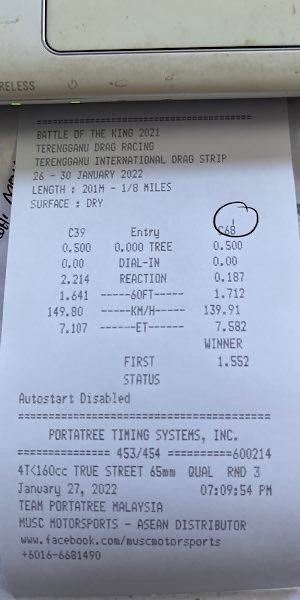 RELESS
==================================
BATTLE OF THE KING 2021
TERENGGANU DRAG RACING
TERENGGANU INTERNATIONAL DRAG STRIP
26 - 30 JANUARY 2022
LENGTH : 201M - 1/8 MILES
SURFACE : DRY
C39 Entry C68
0.500 0.000 TREE 0.500
0.00 DIAL-IN 0.00
2.214 REACTION 0.187
1.641 -----60FT----- 1.712
149.80 -----KM/H----- 139.91
7.107 ------ET------ 7.582
WINNER
FIRST 1.552
STATUS
Autostart Disabled
========================================
PORTATREE TIMING SYSTEMS, INC.
=============== 453/454 ==========600214
4TK160cc TRUE STREET 65mm QUAL RND 3
January 27, 2022 07:09:54 PM
TEAM PORTATREE MALAYSIA
MUSC MOTORSPORTS - ASEAN DISTRIBUTOR
www.facebook.com/muscmotorsports
+6016-6681490